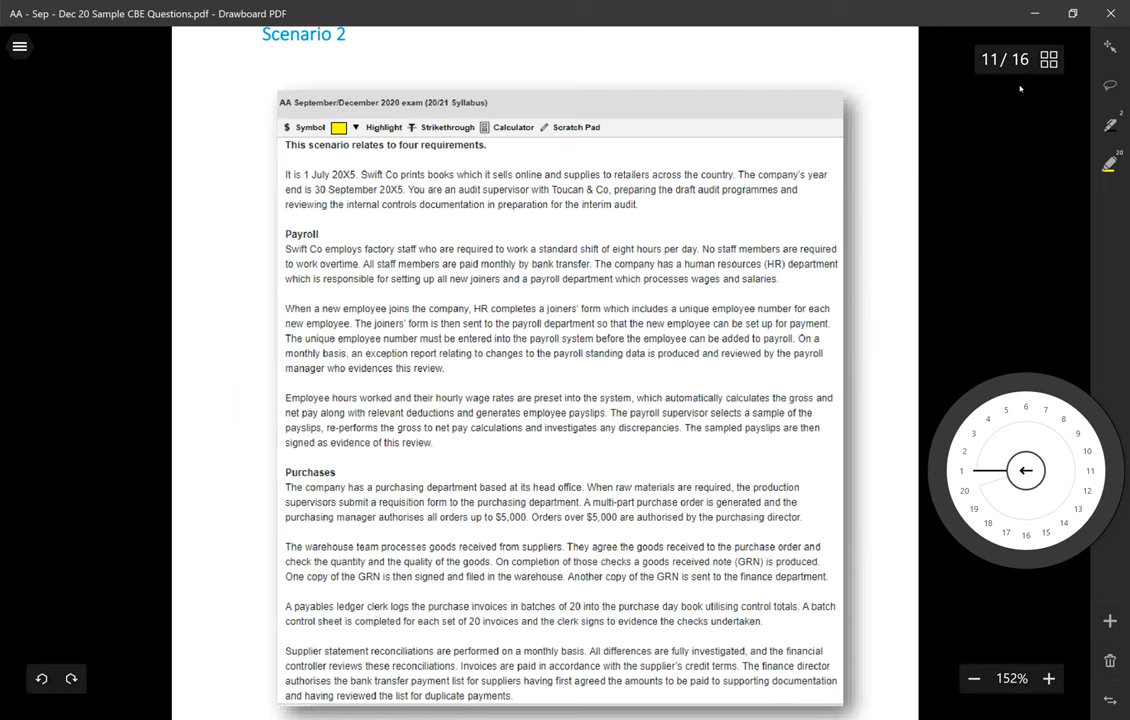 AA - Sep - Dec 20 Sample CBE Questions.pdf - Drawboard PDF
Scenario 2
11/ 16
AA September/December 2020 exam (20/21 Syllabus)
$ Symbol Highlight Strikethrough Calculator Scratch Pad
This scenario relates to four requirements.
It is 1 July 20X5. Swift Co prints books which it sells online and supplies to retailers across the country. The company's year
end is 30 September 20X5. You are an audit supervisor with Toucan & Co, preparing the draft audit programmes and
reviewing the internal controls documentation in preparation for the interim audit.
Payroll
Swift Co employs factory staff who are required to work a standard shift of eight hours per day. No staff members are required
to work overtime. All staff members are paid monthly by bank transfer. The company has a human resources (HR) department
which is responsible for setting up all new joiners and a payroll department which processes wages and salaries.
When a new employee joins the company, HR completes a joiners' form which includes a unique employee number for each
new employee. The joiners' form is then sent to the payroll department so that the new employee can be set up for payment.
The unique employee number must be entered into the payroll system before the employee can be added to payroll. On a
monthly basis, an exception report relating to changes to the payroll standing data is produced and reviewed by the payroll
manager who evidences this review.
Employee hours worked and their hourly wage rates are preset into the system, which automatically calculates the gross and
net pay along with relevant deductions and generates employee payslips. The payroll supervisor selects a sample of the
payslips, re-performs the gross to net pay calculations and investigates any discrepancies. The sampled payslips are then
signed as evidence of this review.
Purchases
The company has a purchasing department based at its head office. When raw materials are required, the production
supervisors submit a requisition form to the purchasing department. A multi-part purchase order is generated and the
purchasing manager authorises all orders up to $5,000. Orders over $5,000 are authorised by the purchasing director.
The warehouse team processes goods received from suppliers. They agree the goods received to the purchase order and
check the quantity and the quality of the goods. On completion of those checks a goods received note (GRN) is produced.
One copy of the GRN is then signed and filed in the warehouse. Another copy of the GRN is sent to the finance department.
A payables ledger clerk logs the purchase invoices in batches of 20 into the purchase day book utilising control totals. A batch
control sheet is completed for each set of 20 invoices and the clerk signs to evidence the checks undertaken.
Supplier statement reconciliations are performed on a monthly basis. All differences are fully investigated, and the financial
controller reviews these reconciliations. Invoices are paid in accordance with the supplier's credit terms. The finance director
authorises the bank transfer payment list for suppliers having first agreed the amounts to be paid to supporting documentation
and having reviewed the list for duplicate payments.
2
20
1
2
3
4
5
6
7
8
9
10
11
12
13
14
15
16
17
18
19
20
152%